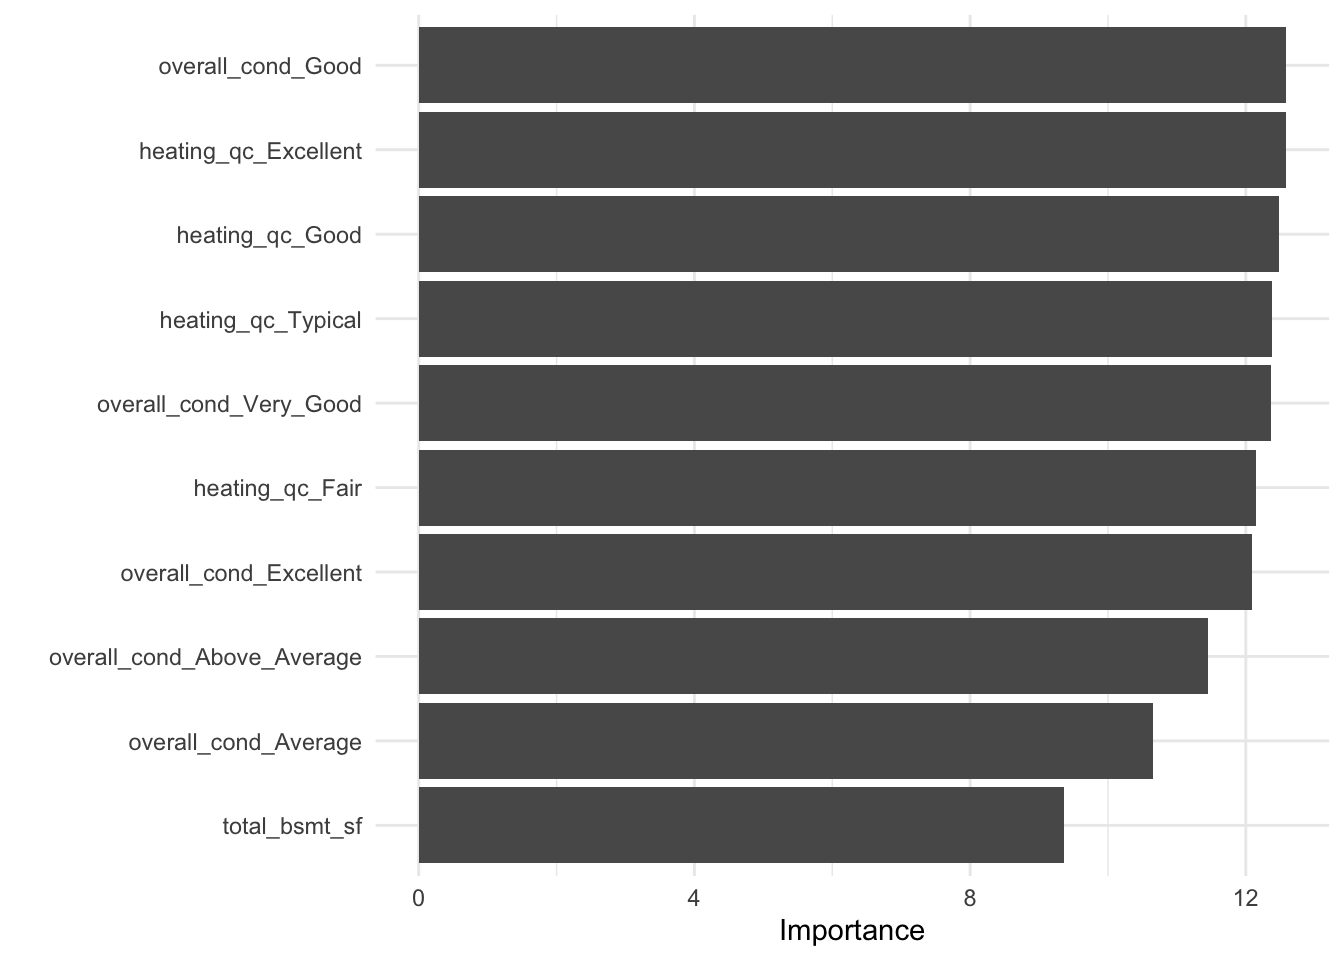 overall_cond_Good
heating_qc_Excellent
heating_qc_Good
heating_qc_Typical
overall_cond_Very_Good
heating_qc_Fair
overall_cond_Excellent
overall_cond_Above_Average
overall_cond_Average
total_bsmt_sf
0 4 8 12
Importance